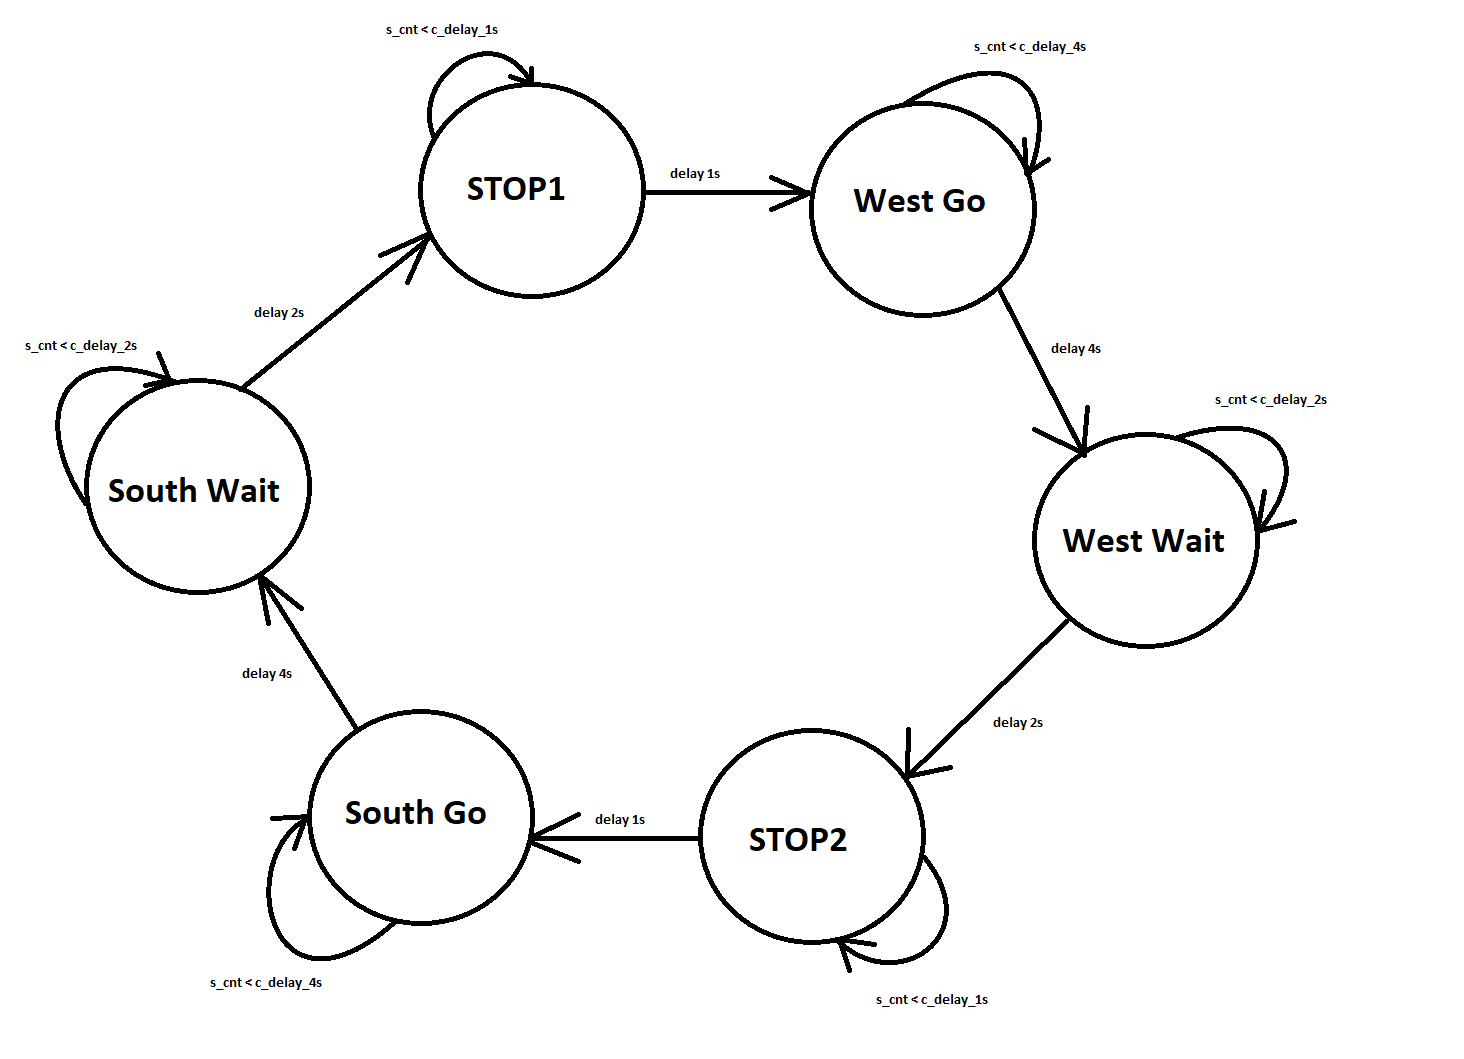 s_cnt < c_delay_1s
s_cnt < c_delay_4s
STOP1
delay 1s
West Go
delay 2s
delay 4s
s_cnt < c_delay_2s
s_cnt < c_delay_2s
South Wait
West Wait
delay 4s
delay 2s
South Go
delay 1s
STOP2
s_cnt < c_delay_4s
s_cnt < c_delay_1s